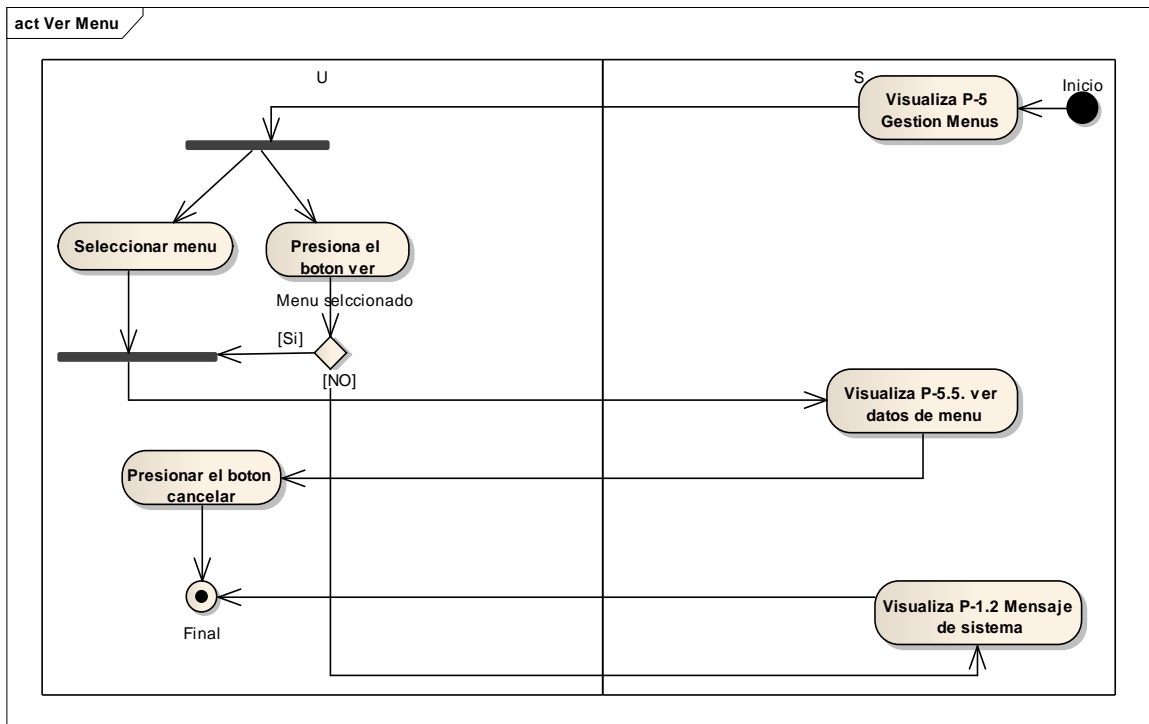 act Ver Menu
U
S
Inicio
Visualiza P-5
Gestion Menus
Seleccionar menu
Presiona el
boton ver
Menu selccionado
[Si]
[NO]
Visualiza P-5.5. ver
datos de menu
Presionar el boton
cancelar
Final
Visualiza P-1.2 Mensaje
de sistema